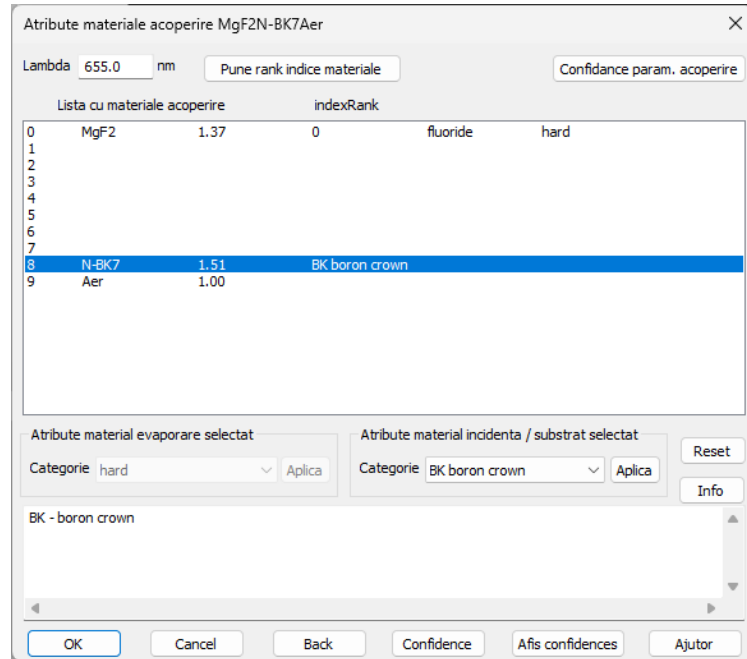 Atribute materiale acoperire MgF2N-BK7Aer
Lambda 655.0 nm Pune rank indice materiale Confidance param. acoperire
Lista cu materiale acoperire indexRank
0 MgF2 1.37 0 fluoride hard
1
2
3
4
5
6
7
8 N-BK7 1.51 BK boron crown
9 Aer 1.00
Atribute material evaporare selectat Atribute material incidenta / substrat selectat
Reset
Categorie hard Aplica Categorie BK boron crown Aplica
Info
BK - boron crown
OK Cancel Back Confidence Afis confidences Ajutor